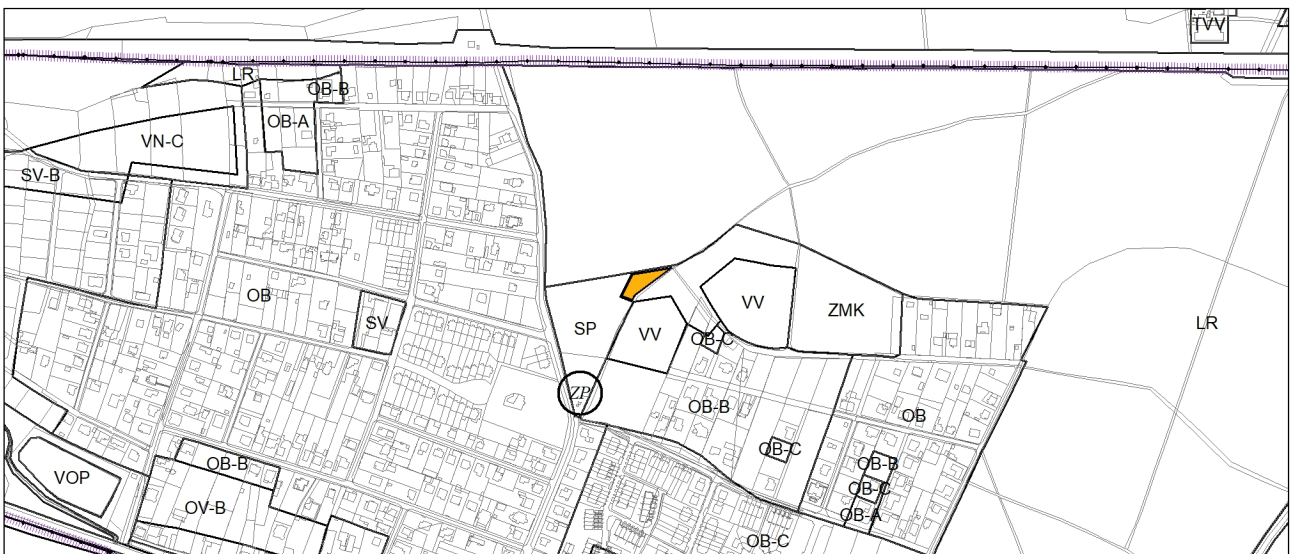 TVV
LR
OB-B
OB-A
VN-C
SV-B
OB
SV
SP
VV
VV
ZMK
LR
OB-C
ZP
OB-B
OB
OB-C
OB-B
OB-C
OB-A
OB-B
VOP
OV-B
OB-C